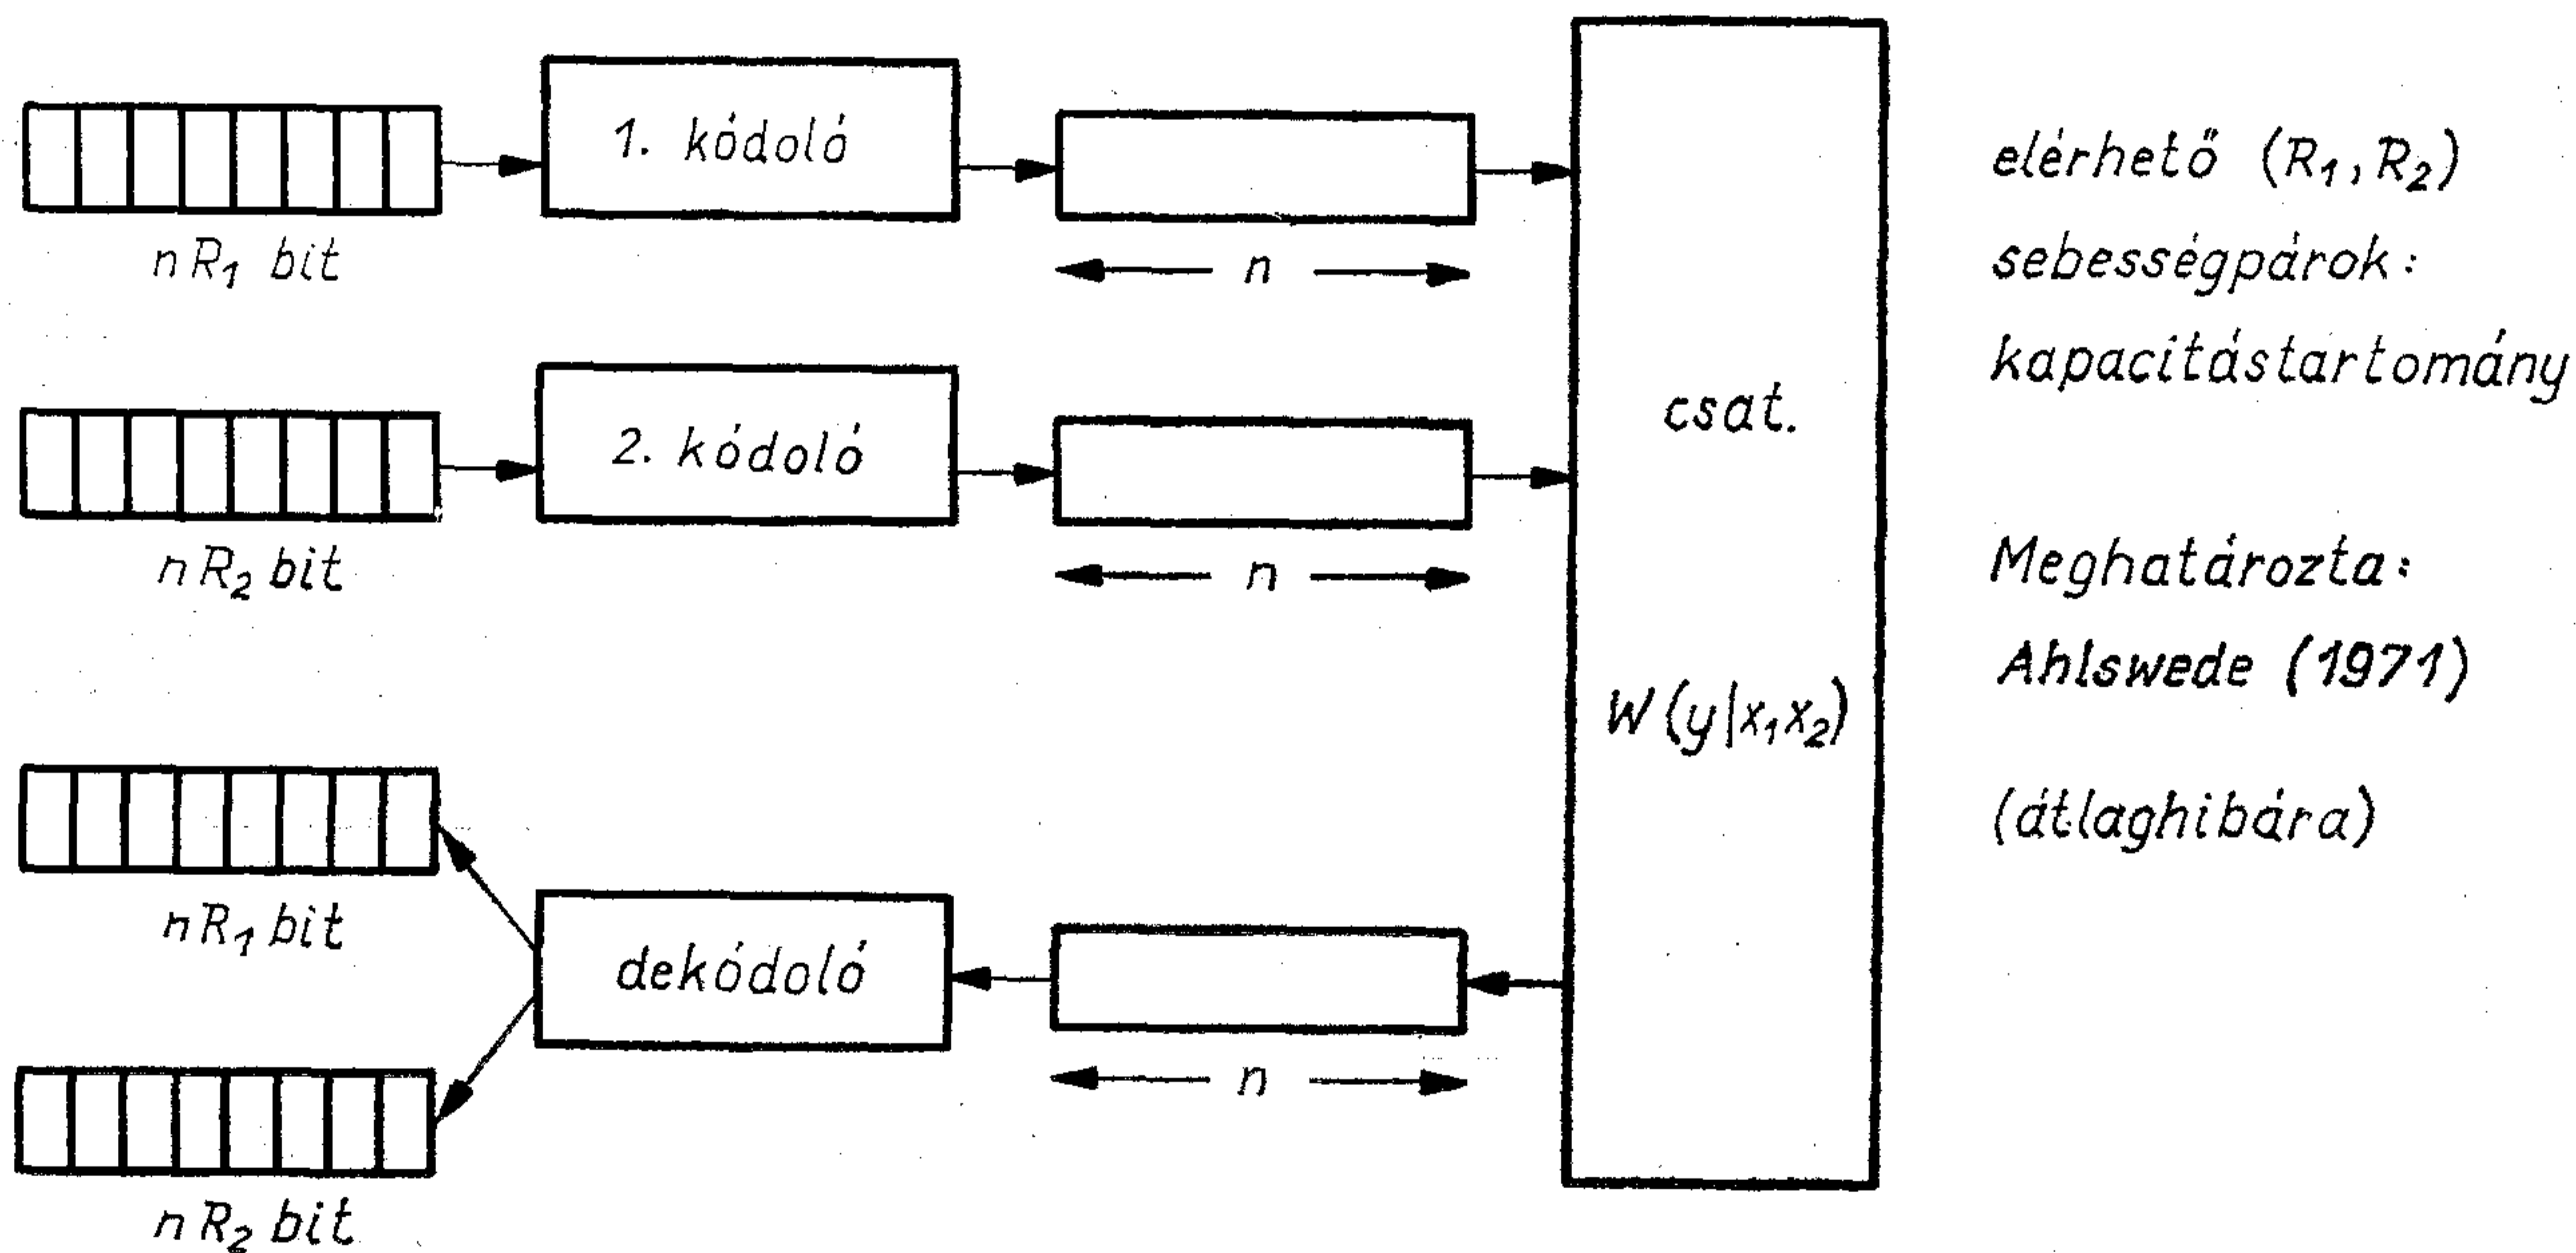 1. kódoló
nR₁ bit
n
2. kódoló
nR₂ bit
n
csat.
W(y|x₁x₂)
nR₁ bit
dekódoló
n
nR₂ bit
elérhető (R₁,R₂)
sebességpárok:
kapacitástartomány
Meghatározta:
Ahlswede (1971)
(átlaghibára)